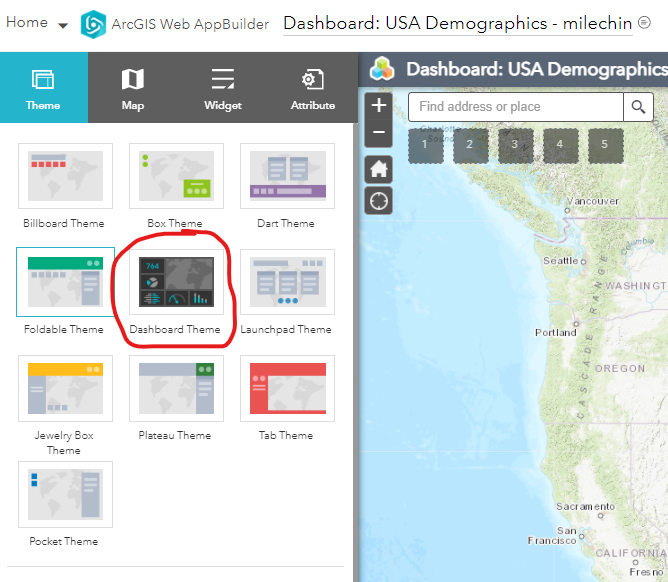 Home
ArcGIS Web AppBuilder
Dashboard: USA Demographics - milechin
Theme
Map
Widget
Attribute
Billboard Theme
Box Theme
Dart Theme
Foldable Theme
764
Dashboard Theme
Launchpad Theme
Jewelry Box
Theme
Plateau Theme
Tab Theme
Pocket Theme
Dashboard: USA Demographics
+
−
Find address or place
1 2 3 4 5
Charlotte
Vancouver
Columbia
Seattle
WASHINGT
Portland
CASCADE RANGE
OREGON
Sacramento
San
Francisco
CALIFORNIA
Fresno